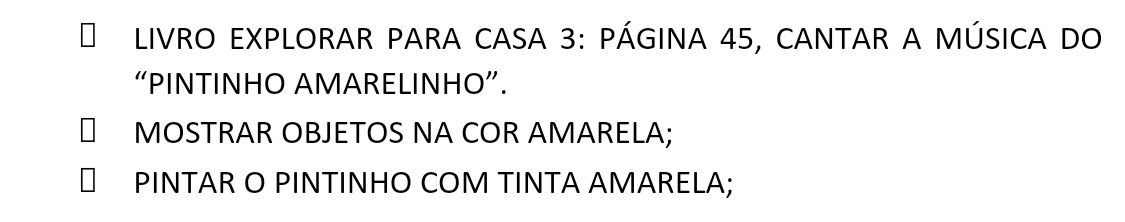 LIVRO EXPLORAR PARA CASA 3: PÁGINA 45, CANTAR A MÚSICA DO
“PINTINHO AMARELINHO”.
MOSTRAR OBJETOS NA COR AMARELA;
PINTAR O PINTINHO COM TINTA AMARELA;